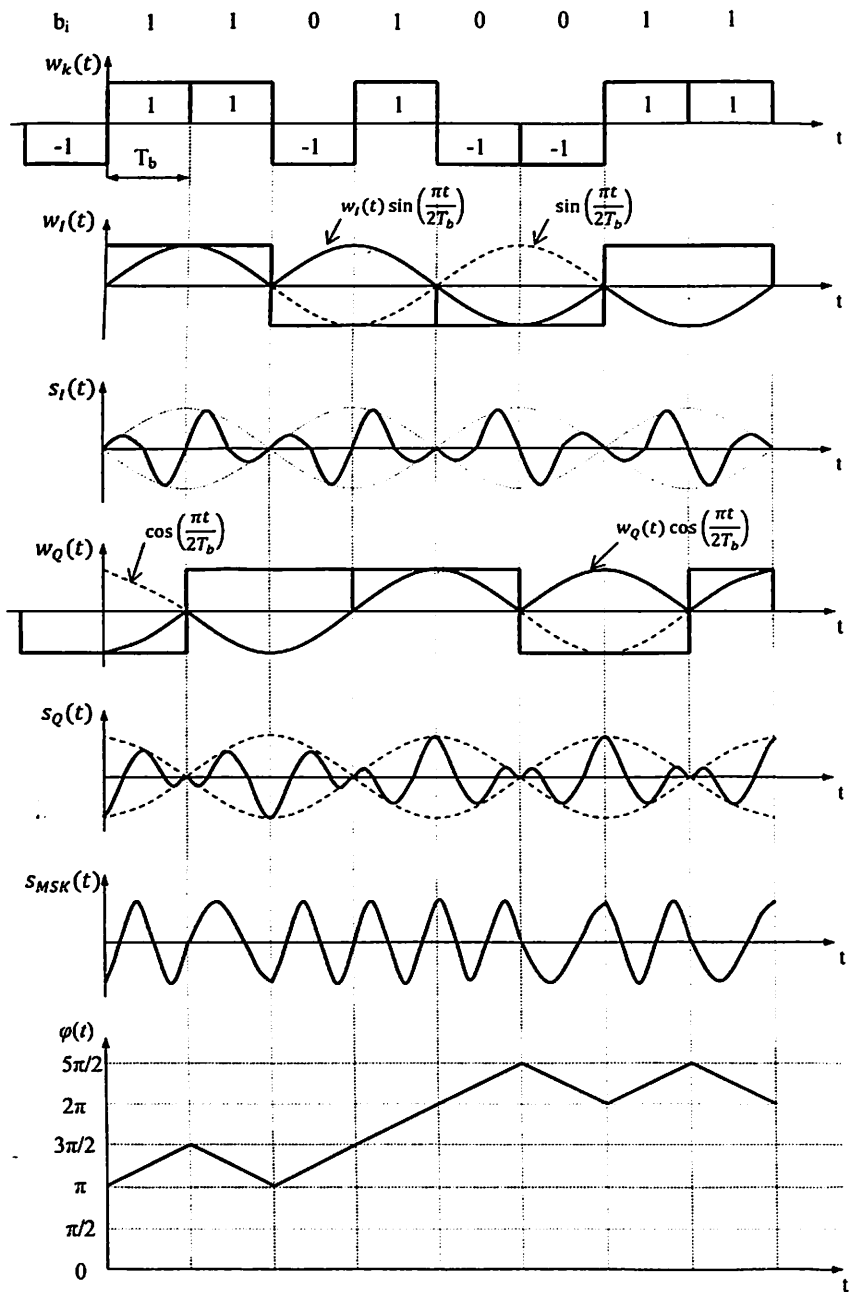 bᵢ 1 1 0 1 0 0 1 1
w_k(t)
1 1 1 1 1
-1 -1 -1 -1 t
T_b
w_I(t) w_I(t) sin(πt/2T_b) sin(πt/2T_b)
t
s_I(t)
t
w_Q(t) cos(πt/2T_b) w_Q(t) cos(πt/2T_b)
t
s_Q(t)
t
s_MSK(t)
t
φ(t)
5π/2
2π
3π/2
π
π/2
0
t